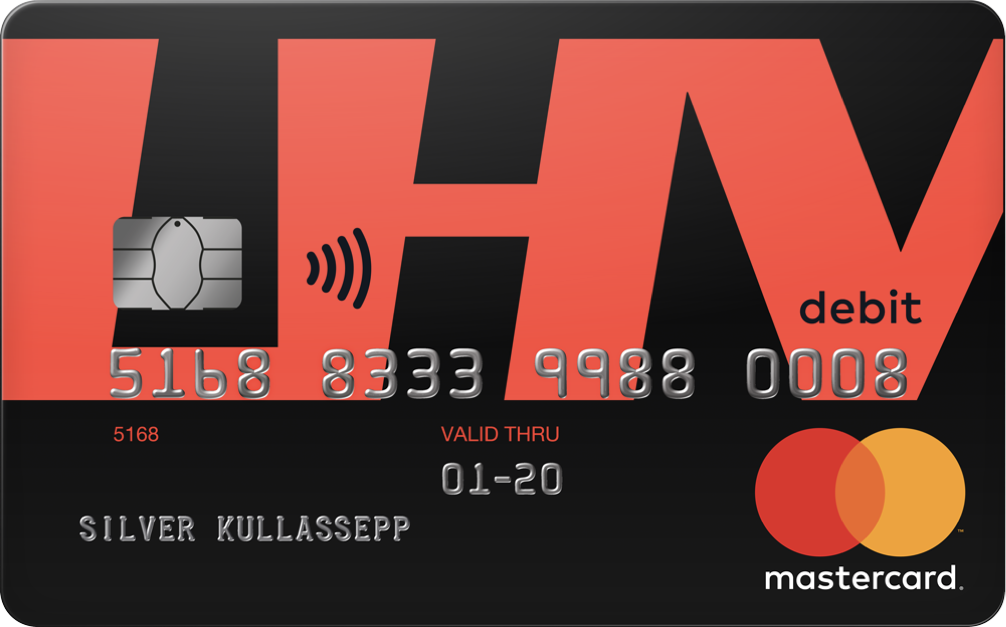 LHV
debit
5168 8333 9988 0008
5168 VALID THRU
01-20
SILVER KULLASSEPP
mastercard.